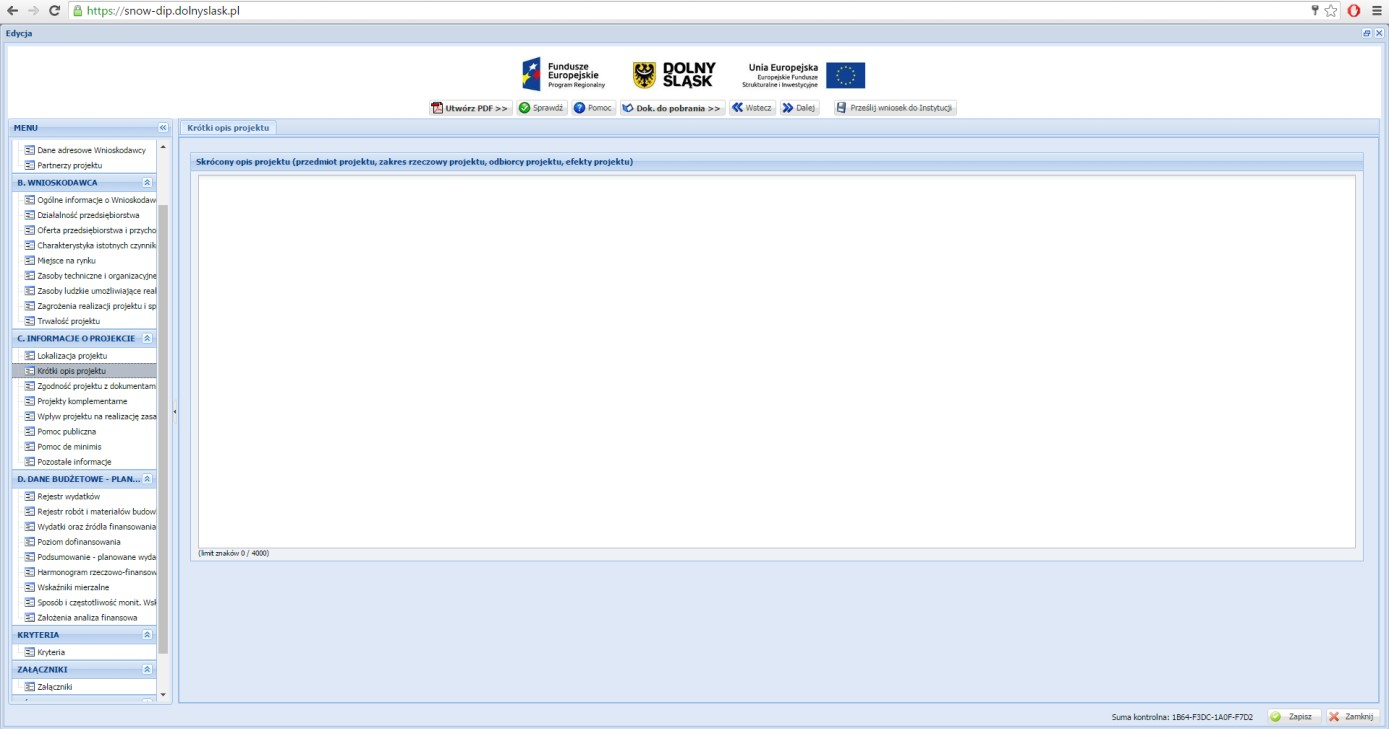 https://snow-dip.dolnyslask.pl
Edycja
Fundusze
Europejskie
Program Regionalny
DOLNY
ŚLĄSK
Unia Europejska
Europejskie Fundusze
Strukturalne i Inwestycyjne
Utwórz PDF >>
Sprawdź
Pomoc
Dok. do pobrania >>
Wstecz
Dalej
Prześlij wniosek do Instytucji
MENU
Dane adresowe Wnioskodawcy
Partnerzy projektu
B. WNIOSKODAWCA
Ogólne informacje o Wnioskodaw
Działalność przedsiębiorstwa
Oferta przedsiębiorstwa i przycho
Charakterystyka istotnych czynnik
Miejsce na rynku
Zasoby techniczne i organizacyjne
Zasoby ludzkie umożliwiające real
Zagrożenia realizacji projektu i sp
Trwałość projektu
C. INFORMACJE O PROJEKCIE
Lokalizacja projektu
Krótki opis projektu
Zgodność projektu z dokumentam
Projekty komplementarne
Wpływ projektu na realizację zasa
Pomoc publiczna
Pomoc de minimis
Pozostałe informacje
D. DANE BUDŻETOWE - PLAN...
Rejestr wydatków
Rejestr robót i materiałów budow
Wydatki oraz źródła finansowania
Poziom dofinansowania
Podsumowanie - planowane wyda
Harmonogram rzeczowo-finansow
Wskaźniki mierzalne
Sposób i częstotliwość monit. Wsk
Założenia analiza finansowa
KRYTERIA
Kryteria
ZAŁĄCZNIKI
Załączniki
Krótki opis projektu
Skrócony opis projektu (przedmiot projektu, zakres rzeczowy projektu, odbiorcy projektu, efekty projektu)
(limit znaków 0 / 4000)
Suma kontrolna: 1B64-F3DC-1A0F-F7D2
Zapisz
Zamknij